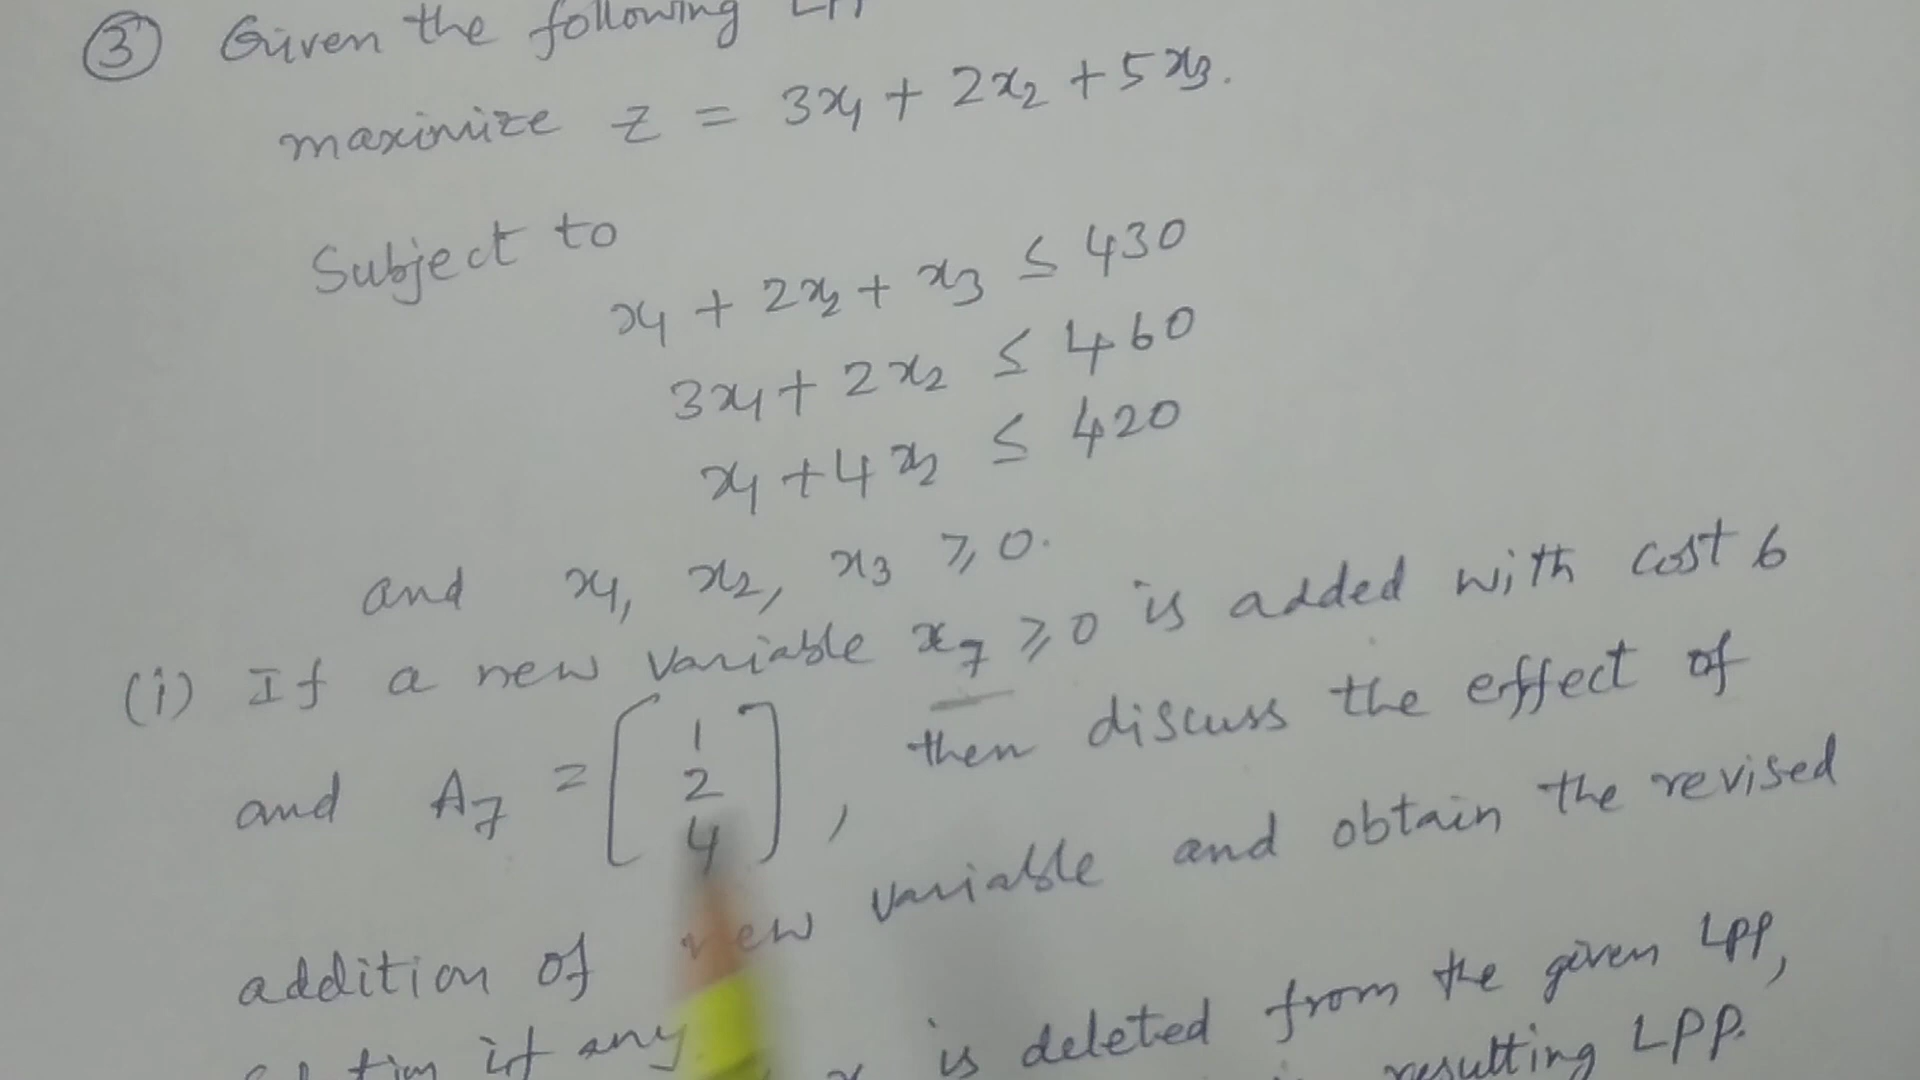 ③ Given the following LPP
maximize z = 3x₁ + 2x₂ + 5x₃.
Subject to
x₁ + 2x₂ + x₃ ≤ 430
3x₁ + 2x₂ ≤ 460
x₁ + 4x₂ ≤ 420
and x₁, x₂, x₃ ≥ 0.
(i) If a new variable x₇ ≥ 0 is added with cost 6
and A₇ = [1 2 4], then discuss the effect of
addition of new variable and obtain the revised
if any
is deleted from the given LPP,
resulting LPP.